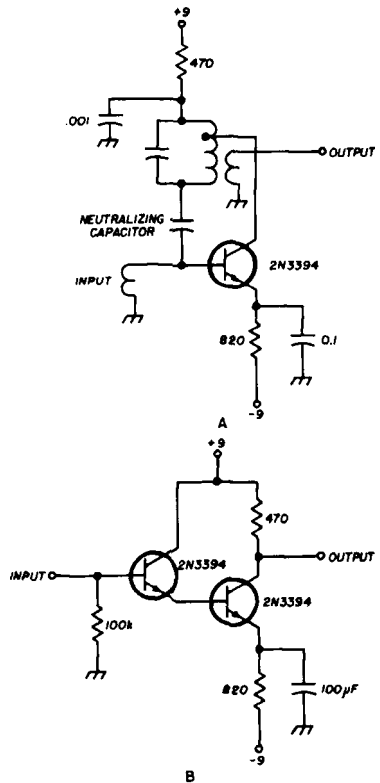 +9
470
.001
OUTPUT
NEUTRALIZING
CAPACITOR
2N3394
INPUT
820
0.1
-9
A
+9
470
OUTPUT
INPUT
2N3394
2N3394
100k
820
100µF
-9
B